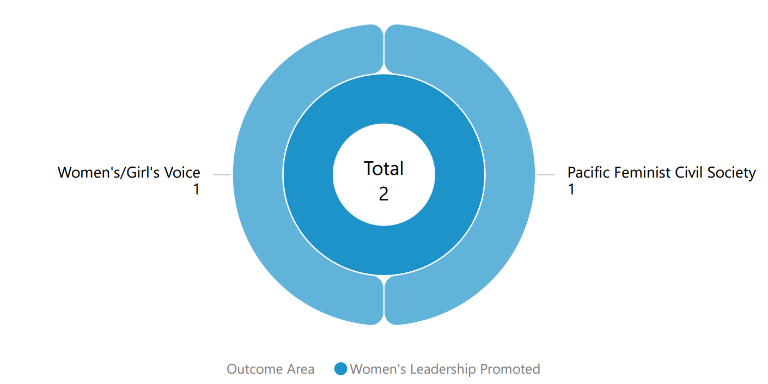 Total
2
Women's/Girl's Voice
1
Pacific Feminist Civil Society
1
Outcome Area Women's Leadership Promoted